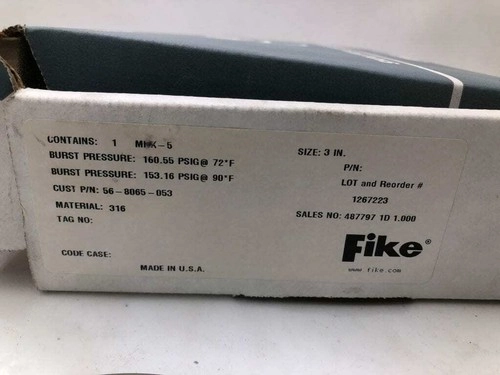 CONTAINS: 1
SIZE: 3 IN.
BURST PRESSURE: 160.55 PSIG@ 72°F
P/N:
BURST PRESSURE: 153.16 PSIG@ 90°F
LOT and Reorder #
CUST P/N: 56-8065-053
1267223
MATERIAL: 316
SALES NO: 487797 1D 1.000
TAG NO:
Fike®
CODE CASE:
www.fike.com
MADE IN U.S.A.